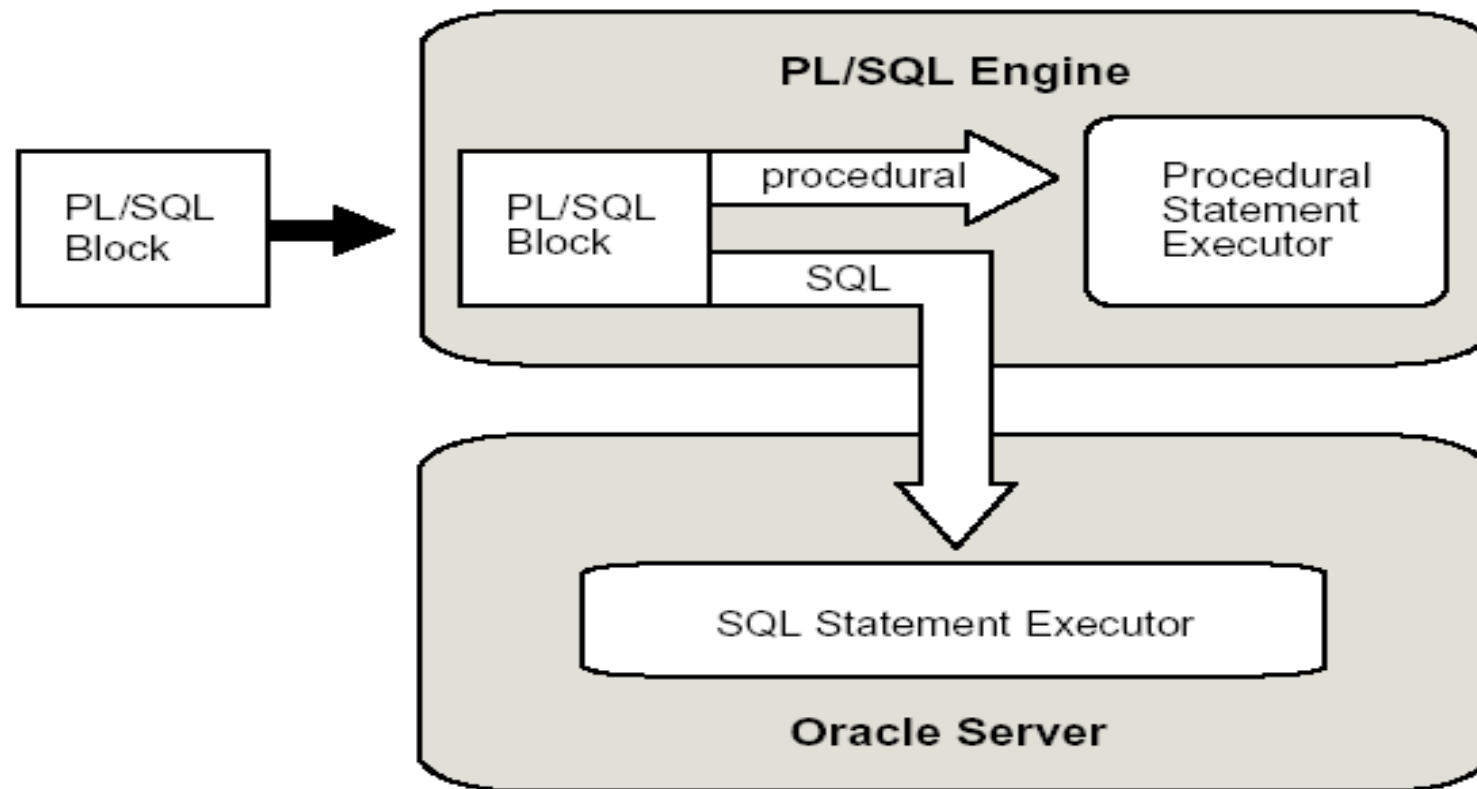 PL/SQL Engine
PL/SQL
Block
PL/SQL
Block
procedural
SQL
Procedural
Statement
Executor
SQL Statement Executor
Oracle Server